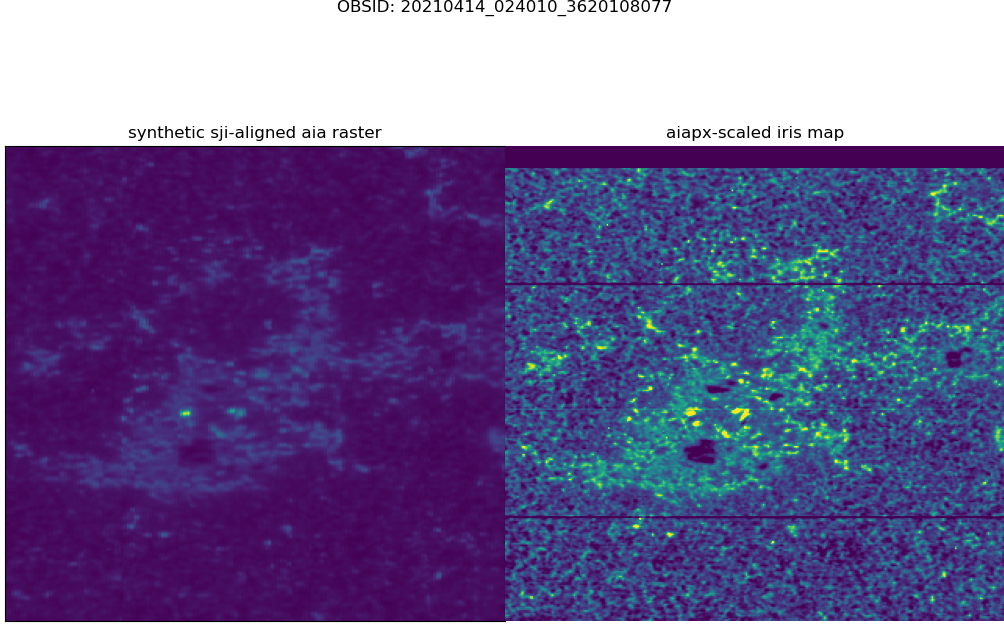 OBSID: 20210414_024010_3620108077
synthetic sji-aligned aia raster
aiapx-scaled iris map